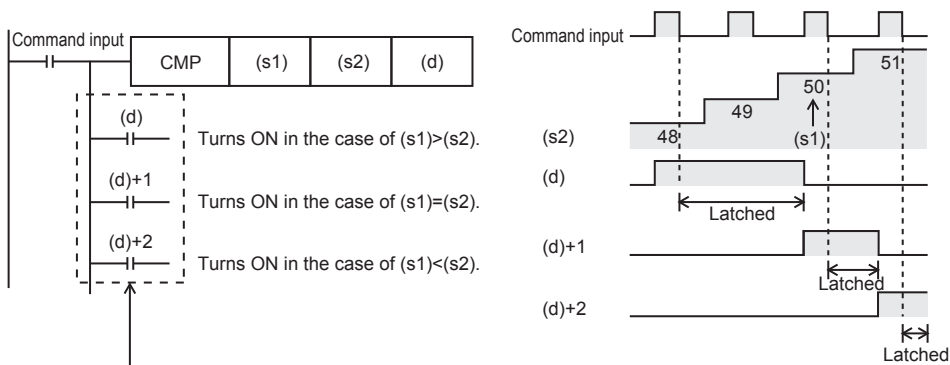 Command input
CMP (s1) (s2) (d)
(d)
Turns ON in the case of (s1)>(s2).
(d)+1
Turns ON in the case of (s1)=(s2).
(d)+2
Turns ON in the case of (s1)<(s2).
Command input
51
50
49
(s2) 48 (s1)
(d)
Latched
(d)+1
Latched
(d)+2
Latched